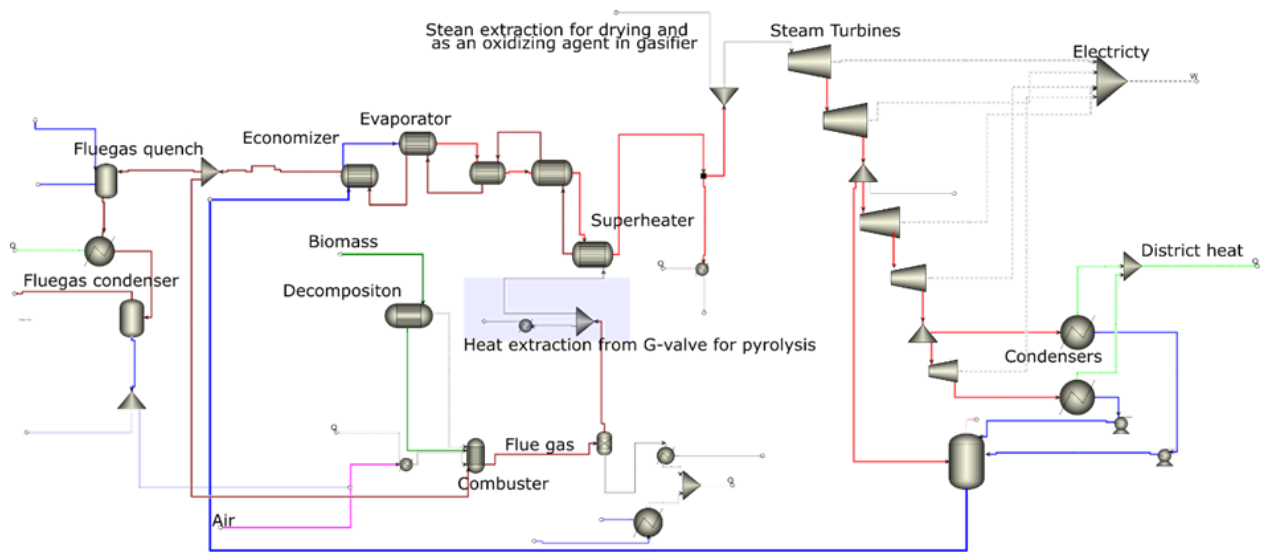 Stean extraction for drying and
as an oxidizing agent in gasifier
Steam Turbines
Electricty
W
Fluegas quench
Economizer
Evaporator
Superheater
Q
Biomass
Fluegas condenser
Decompositon
Q
District heat
Q
Heat extraction from G-valve for pyrolysis
Condensers
Q
Flue gas
Combuster
Q
Air